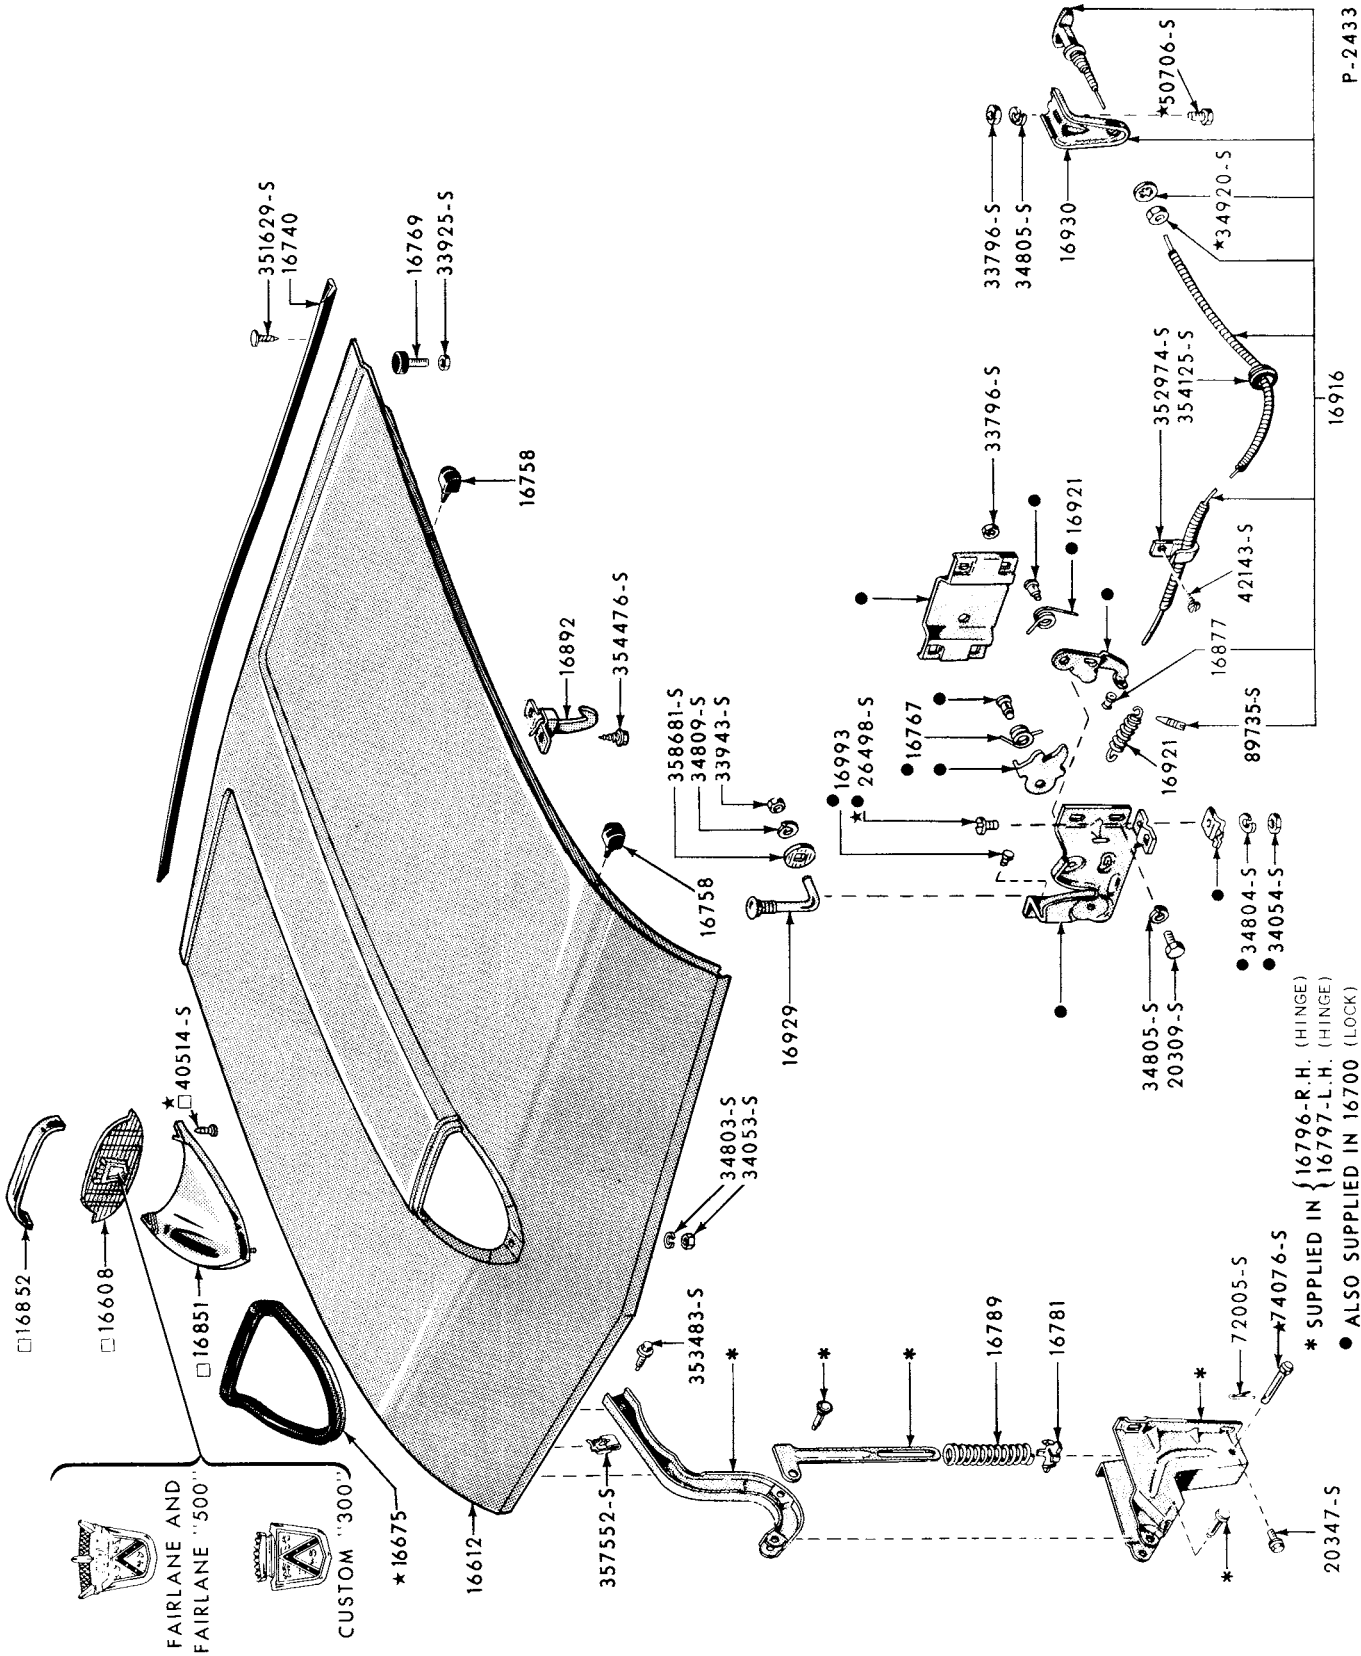 □16852
□16608
□16851
★
□40514-S
FAIRLANE AND
FAIRLANE "500"
CUSTOM "300"
★16675
16612
357552-S
353483-S
34803-S
34053-S
351629-S
16740
16769
33925-S
16758
16892
354476-S
16758
358681-S
34809-S
33943-S
16929
*
*
*
16789
16781
*
72005-S
★74076-S
*
20347-S
● 16993
★ ● 26498-S
● 16767
●
●
●
33796-S
●
● 16921
●
16877
16921
89735-S
●
34805-S
20309-S
●
● 34804-S
● 34054-S
33796-S
34805-S
16930
★50706-S
★34920-S
352974-S
354125-S
42143-S
16916
* SUPPLIED IN {16796-R.H. (HINGE)
{16797-L.H. (HINGE)
● ALSO SUPPLIED IN 16700 (LOCK)
P-2433